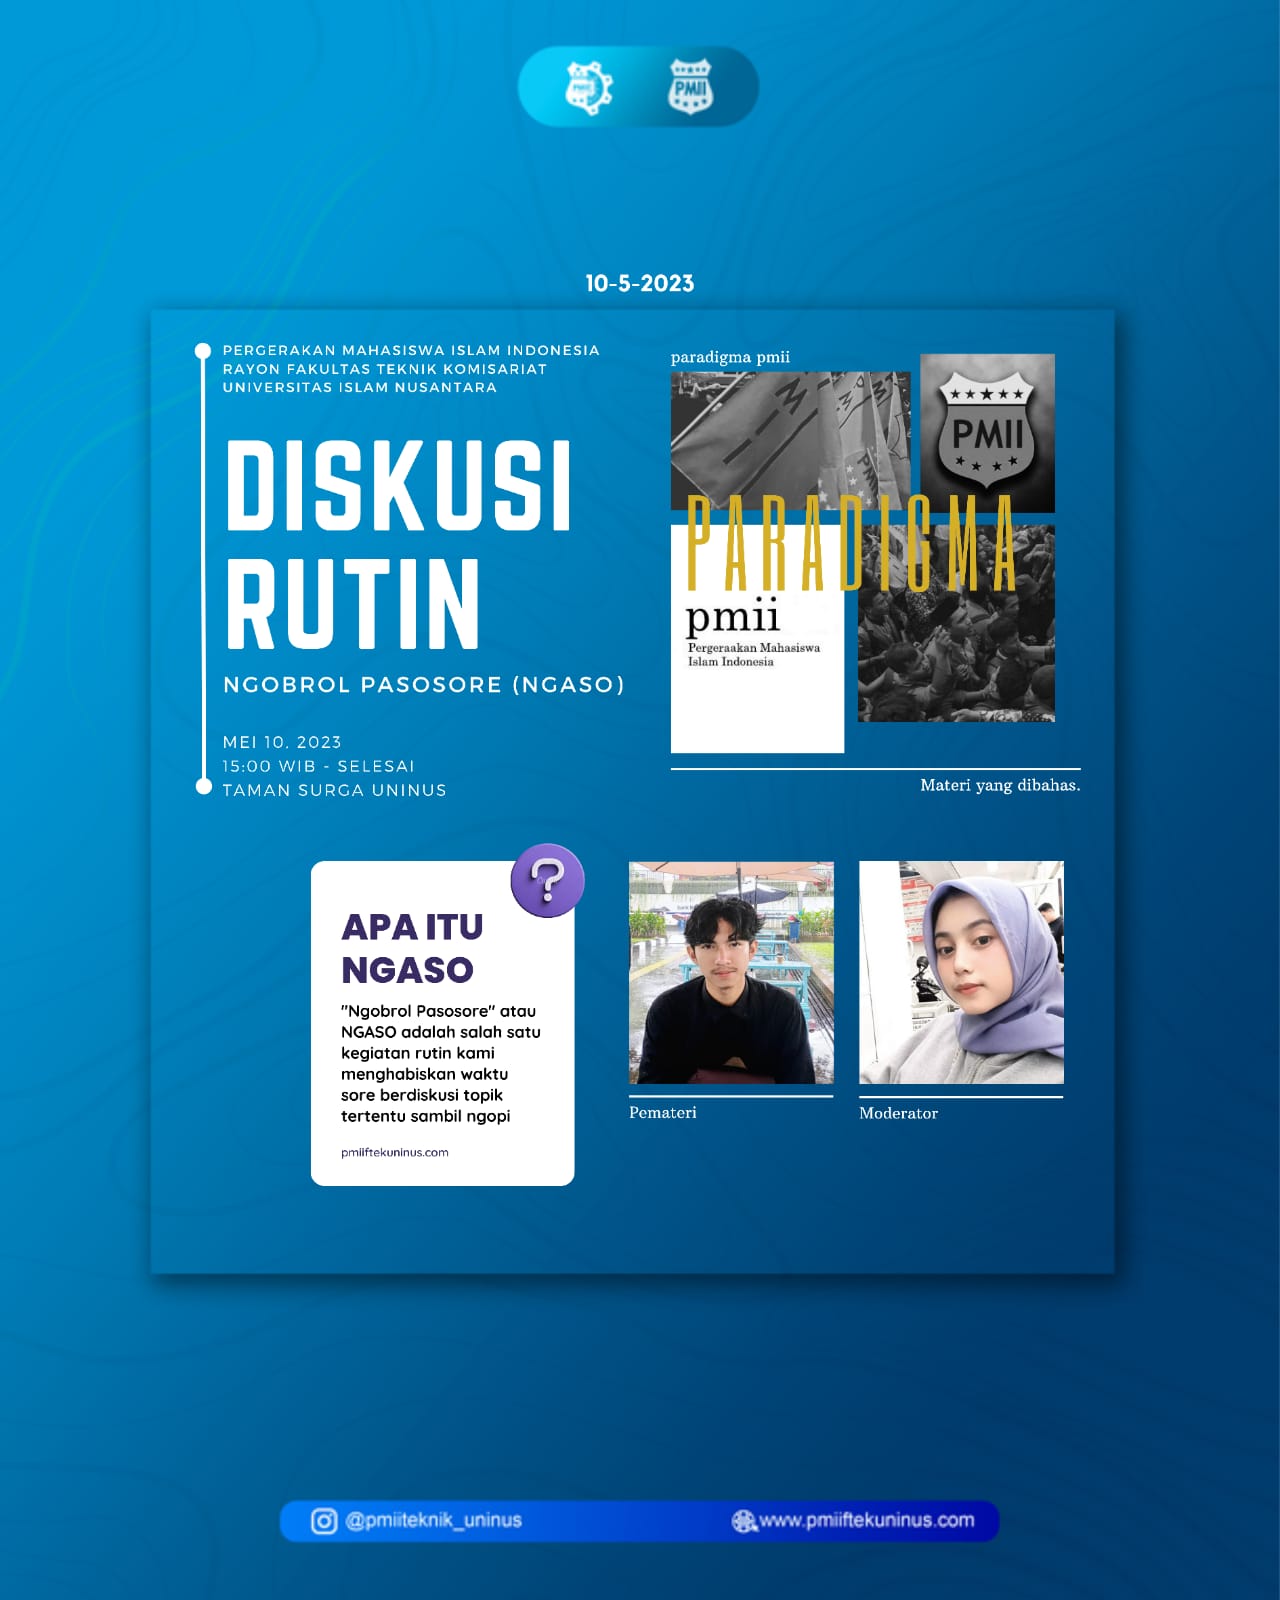 PMII
10-5-2023
PERGERAKAN MAHASISWA ISLAM INDONESIA
RAYON FAKULTAS TEKNIK KOMISARIAT
UNIVERSITAS ISLAM NUSANTARA
DISKUSI
RUTIN
NGOBROL PASOSORE (NGASO)
MEI 10, 2023
15:00 WIB - SELESAI
TAMAN SURGA UNINUS
paradigma pmii
PMII
PARADIGMA
pmii
Pergeraakan Mahasiswa
Islam Indonesia
Materi yang dibahas.
APA ITU
NGASO
"Ngobrol Pasosore" atau
NGASO adalah salah satu
kegiatan rutin kami
menghabiskan waktu
sore berdiskusi topik
tertentu sambil ngopi
pmiiftekuninus.com
Pemateri
Moderator
@pmiiteknik_uninus
www.pmiiftekuninus.com